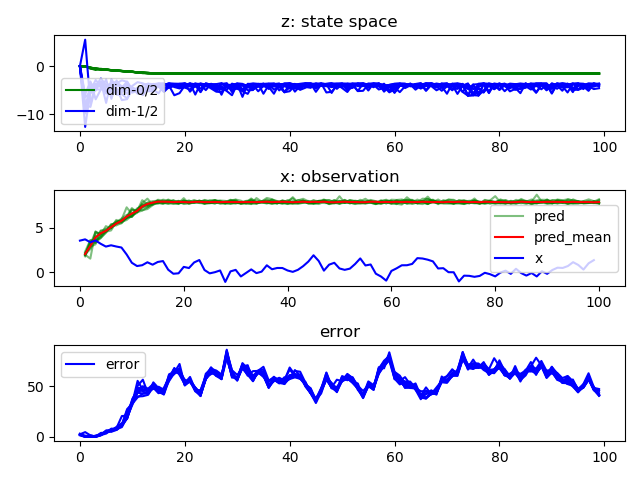 z: state space
0
−10
dim-0/2
dim-1/2
0 20 40 60 80 100
x: observation
5
0
pred
pred_mean
x
0 20 40 60 80 100
error
50
0
error
0 20 40 60 80 100